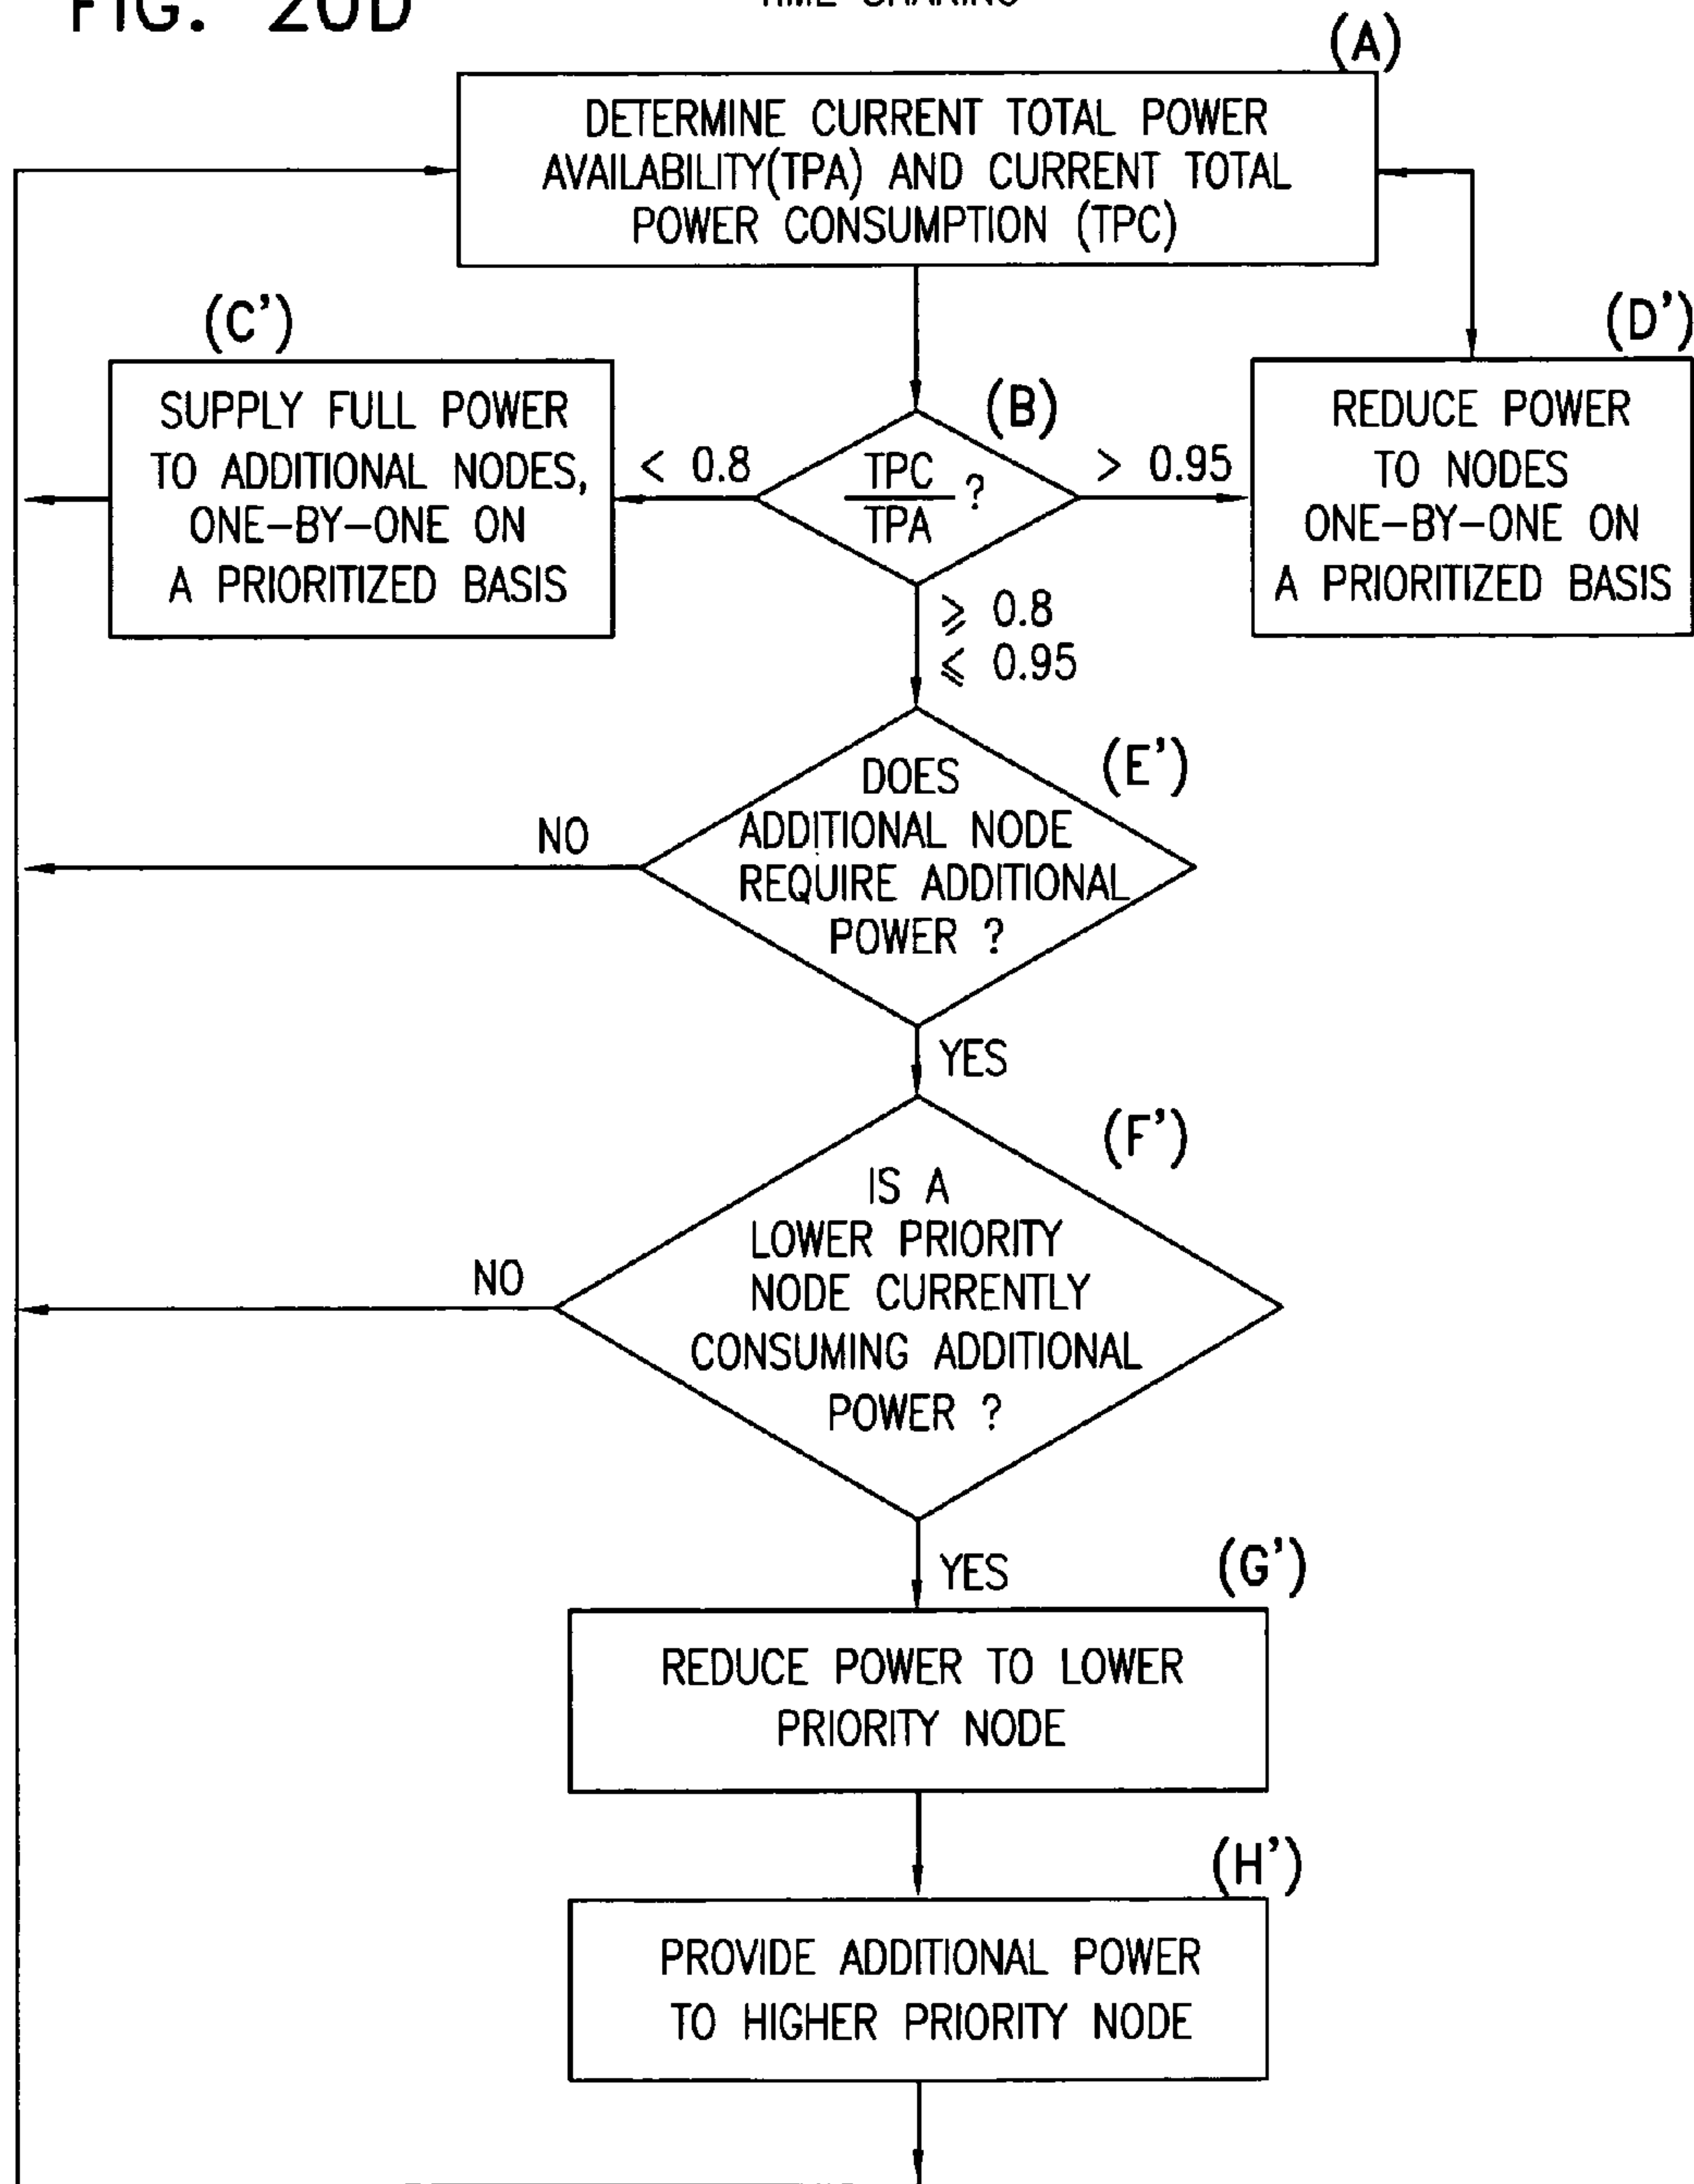 FIG. 20D
TIME SHARING
(A)
DETERMINE CURRENT TOTAL POWER
AVAILABILITY(TPA) AND CURRENT TOTAL
POWER CONSUMPTION (TPC)
(C')
SUPPLY FULL POWER
TO ADDITIONAL NODES,
ONE-BY-ONE ON
A PRIORITIZED BASIS
< 0.8
(B)
TPC
TPA
?
> 0.95
(D')
REDUCE POWER
TO NODES
ONE-BY-ONE ON
A PRIORITIZED BASIS
⩾ 0.8
⩽ 0.95
(E')
DOES
ADDITIONAL NODE
REQUIRE ADDITIONAL
POWER ?
NO
YES
(F')
IS A
LOWER PRIORITY
NODE CURRENTLY
CONSUMING ADDITIONAL
POWER ?
NO
YES
(G')
REDUCE POWER TO LOWER
PRIORITY NODE
(H')
PROVIDE ADDITIONAL POWER
TO HIGHER PRIORITY NODE